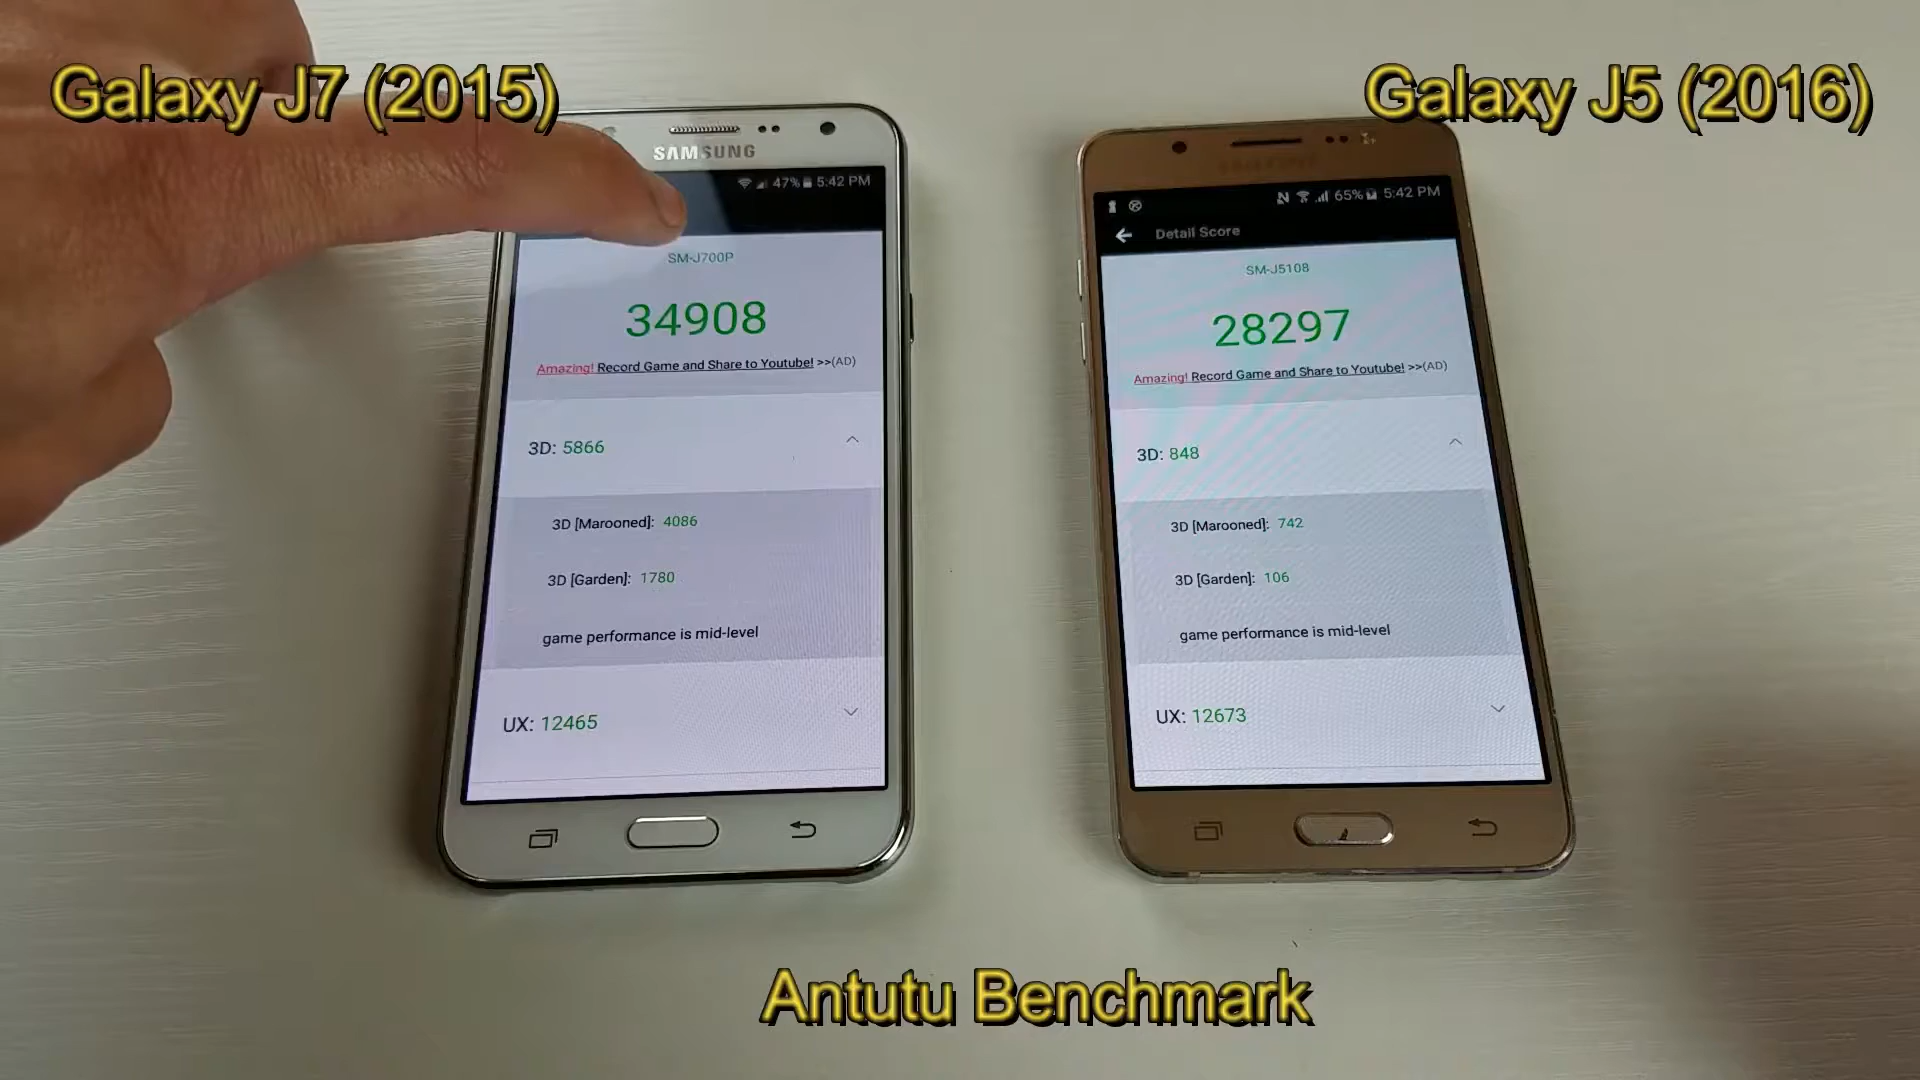 Galaxy J7 (2015)
Galaxy J5 (2016)
SAMSUNG
47% 5:42 PM
SM-J700P
34908
Amazing! Record Game and Share to Youtube! >>(AD)
3D: 5866
3D [Marooned]: 4086
3D [Garden]: 1780
game performance is mid-level
UX: 12465
SAMSUNG
N 65% 5:42 PM
Detail Score
SM-J5108
28297
Amazing! Record Game and Share to Youtube! >>(AD)
3D: 848
3D [Marooned]: 742
3D [Garden]: 106
game performance is mid-level
UX: 12673
Antutu Benchmark